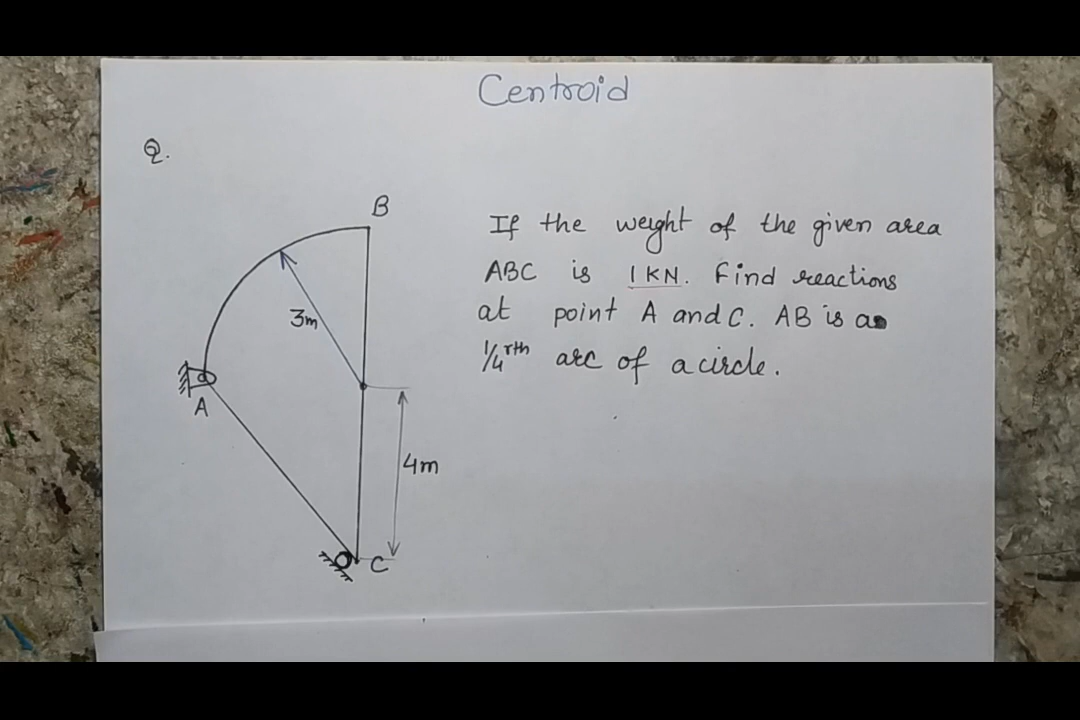 Centroid
Q.
B
If the weight of the given area
ABC is 1 KN. Find reactions
at point A and C. AB is a
1/4rth arc of a circle.
3m
A
4m
C